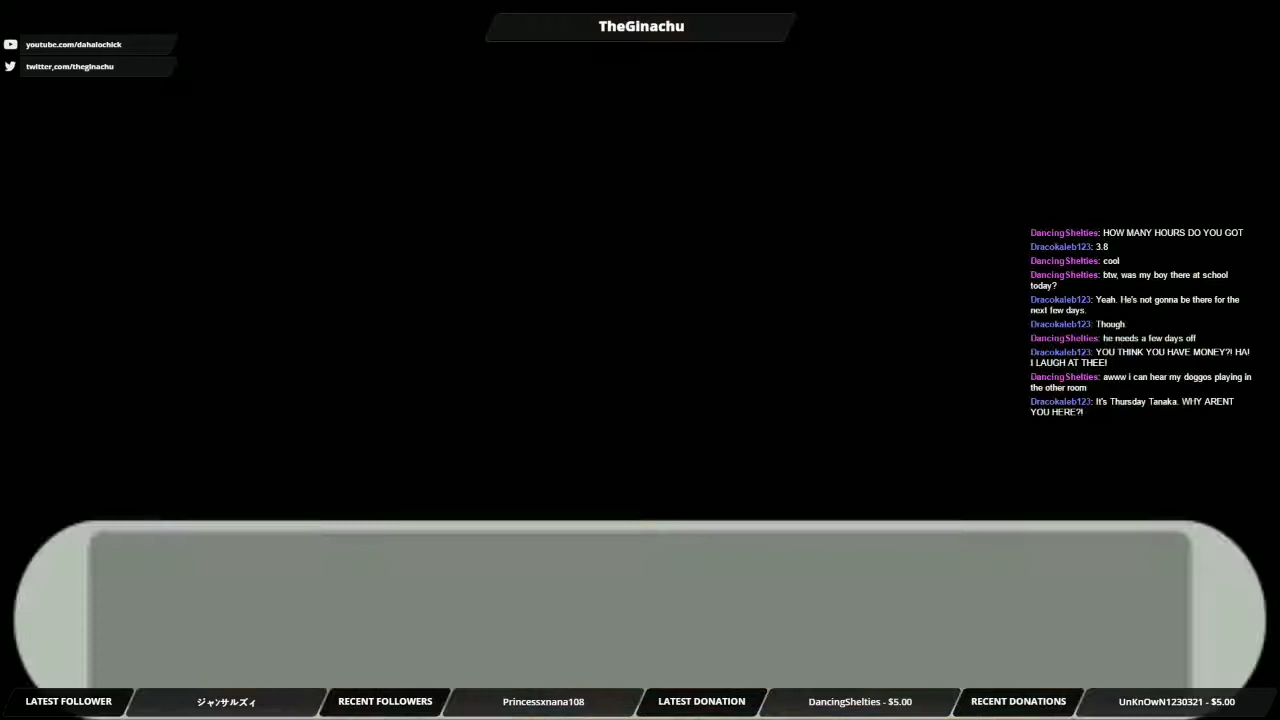 TheGinachu
youtube.com/dahalochick
twitter.com/theginachu
DancingShelties: HOW MANY HOURS DO YOU GOT
Dracokaleb123: 3.8
DancingShelties: cool
DancingShelties: btw, was my boy there at school
today?
Dracokaleb123: Yeah. He's not gonna be there for the
next few days.
Dracokaleb123: Though.
DancingShelties: he needs a few days off
Dracokaleb123: YOU THINK YOU HAVE MONEY?! HA!
I LAUGH AT THEE!
DancingShelties: awww i can hear my doggos playing in
the other room
Dracokaleb123: It's Thursday Tanaka. WHY ARENT
YOU HERE?!
LATEST FOLLOWER ジャンサルズィ RECENT FOLLOWERS Princessxnana108 LATEST DONATION DancingShelties - $5.00 RECENT DONATIONS UnKnOwN1230321 - $5.00